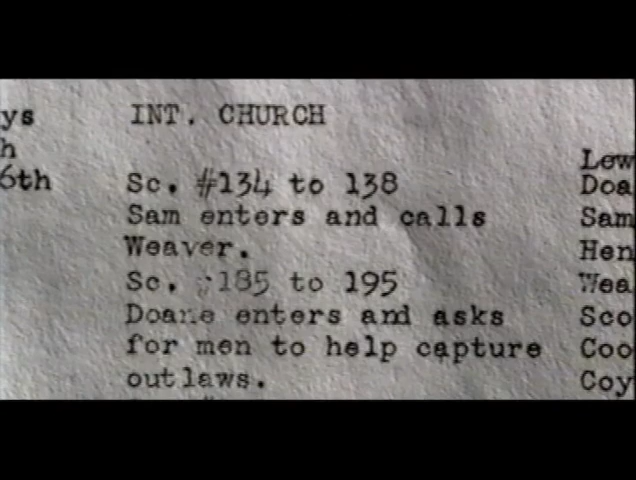 ys INT. CHURCH
h Lew
6th Sc. #134 to 138 Doa
Sam enters and calls Sam
Weaver. Hen
Sc. #185 to 195 Wea
Doane enters and asks Sco
for men to help capture Coo
outlaws. Coy